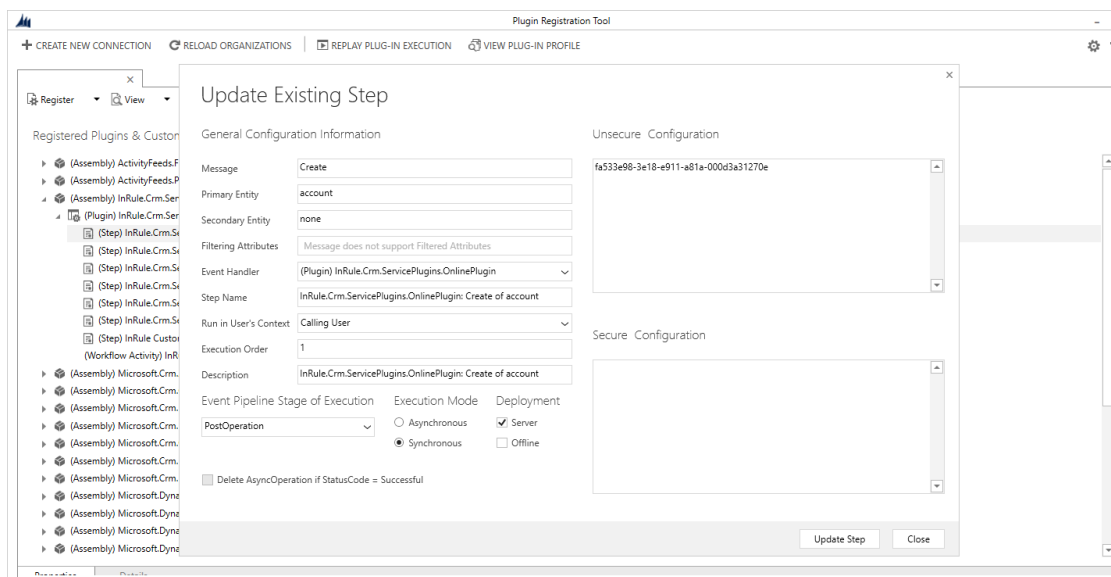 Plugin Registration Tool
CREATE NEW CONNECTION RELOAD ORGANIZATIONS REPLAY PLUG-IN EXECUTION VIEW PLUG-IN PROFILE
Register View
Registered Plugins & Custon
(Assembly) ActivityFeeds.F
(Assembly) ActivityFeeds.P
(Assembly) InRule.Crm.Ser
(Plugin) InRule.Crm.Ser
(Step) InRule.Crm.Se
(Step) InRule.Crm.Se
(Step) InRule.Crm.Se
(Step) InRule.Crm.Se
(Step) InRule.Crm.Se
(Step) InRule.Crm.Se
(Step) InRule Custor
(Workflow Activity) InR
(Assembly) Microsoft.Crm.
(Assembly) Microsoft.Crm.
(Assembly) Microsoft.Crm.
(Assembly) Microsoft.Crm.
(Assembly) Microsoft.Crm.
(Assembly) Microsoft.Crm.
(Assembly) Microsoft.Crm.
(Assembly) Microsoft.Dyna
(Assembly) Microsoft.Dyna
(Assembly) Microsoft.Dyna
(Assembly) Microsoft.Dyna
Properties Details
Update Existing Step
General Configuration Information
Message Create
Primary Entity account
Secondary Entity none
Filtering Attributes Message does not support Filtered Attributes
Event Handler (Plugin) InRule.Crm.ServicePlugins.OnlinePlugin
Step Name InRule.Crm.ServicePlugins.OnlinePlugin: Create of account
Run in User's Context Calling User
Execution Order 1
Description InRule.Crm.ServicePlugins.OnlinePlugin: Create of account
Event Pipeline Stage of Execution Execution Mode Deployment
PostOperation Asynchronous Server
Synchronous Offline
Delete AsyncOperation if StatusCode = Successful
Unsecure Configuration
fa533e98-3e18-e911-a81a-000d3a31270e
Secure Configuration
Update Step Close